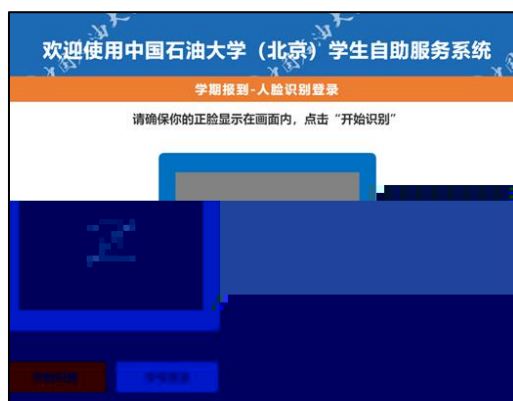 欢迎使用中国石油大学（北京）学生自助服务系统
学期报到-人脸识别登录
请确保你的正脸显示在画面内，点击“开始识别”